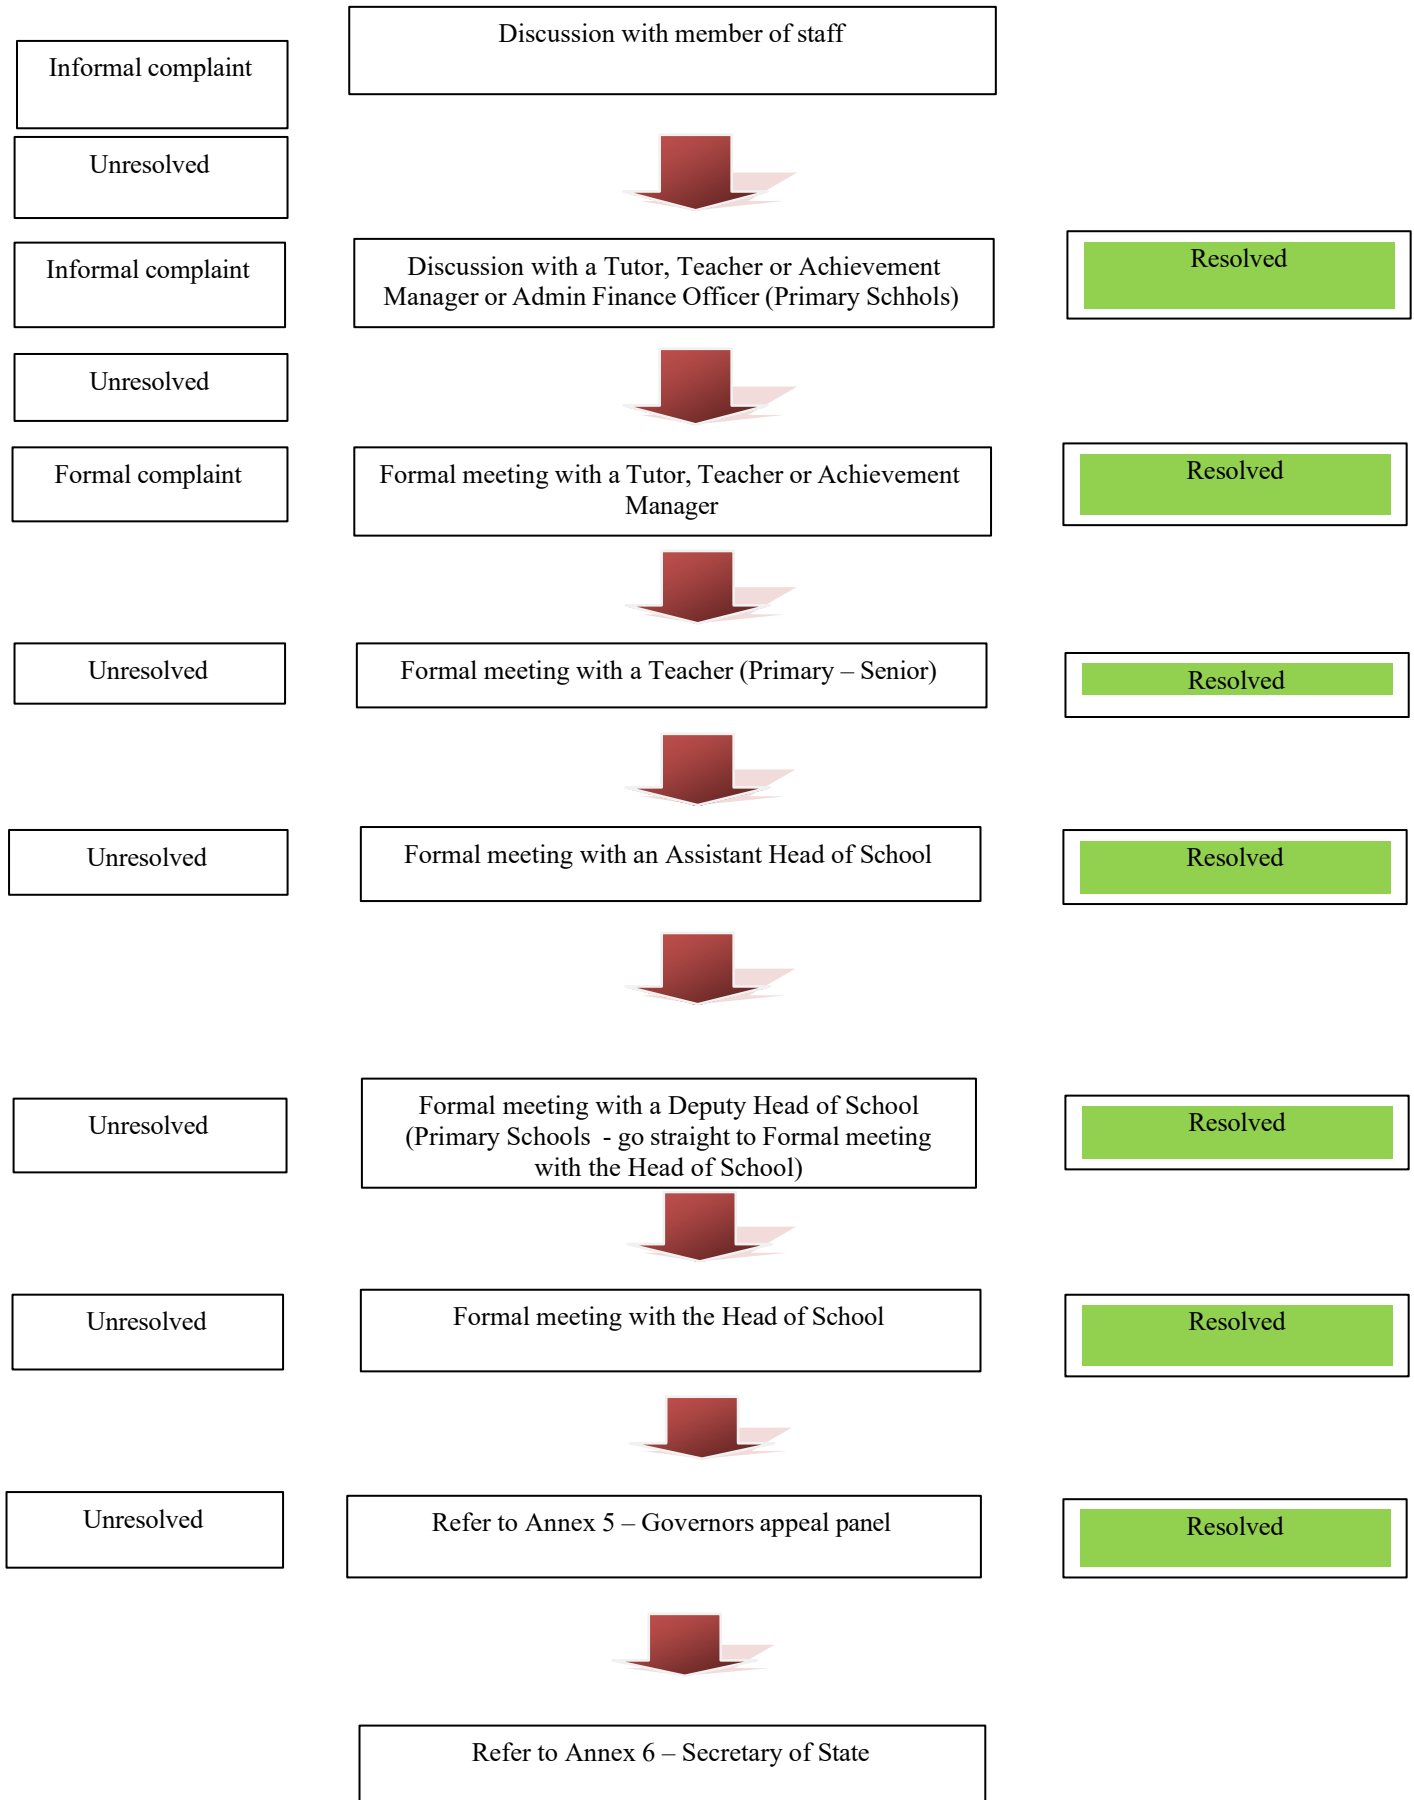 Discussion with member of staff
Informal complaint
Unresolved
Informal complaint
Discussion with a Tutor, Teacher or Achievement
Manager or Admin Finance Officer (Primary Schhols)
Resolved
Unresolved
Formal complaint
Formal meeting with a Tutor, Teacher or Achievement
Manager
Resolved
Unresolved
Formal meeting with a Teacher (Primary – Senior)
Resolved
Unresolved
Formal meeting with an Assistant Head of School
Resolved
Unresolved
Formal meeting with a Deputy Head of School
(Primary Schools  - go straight to Formal meeting
with the Head of School)
Resolved
Unresolved
Formal meeting with the Head of School
Resolved
Unresolved
Refer to Annex 5 – Governors appeal panel
Resolved
Refer to Annex 6 – Secretary of State